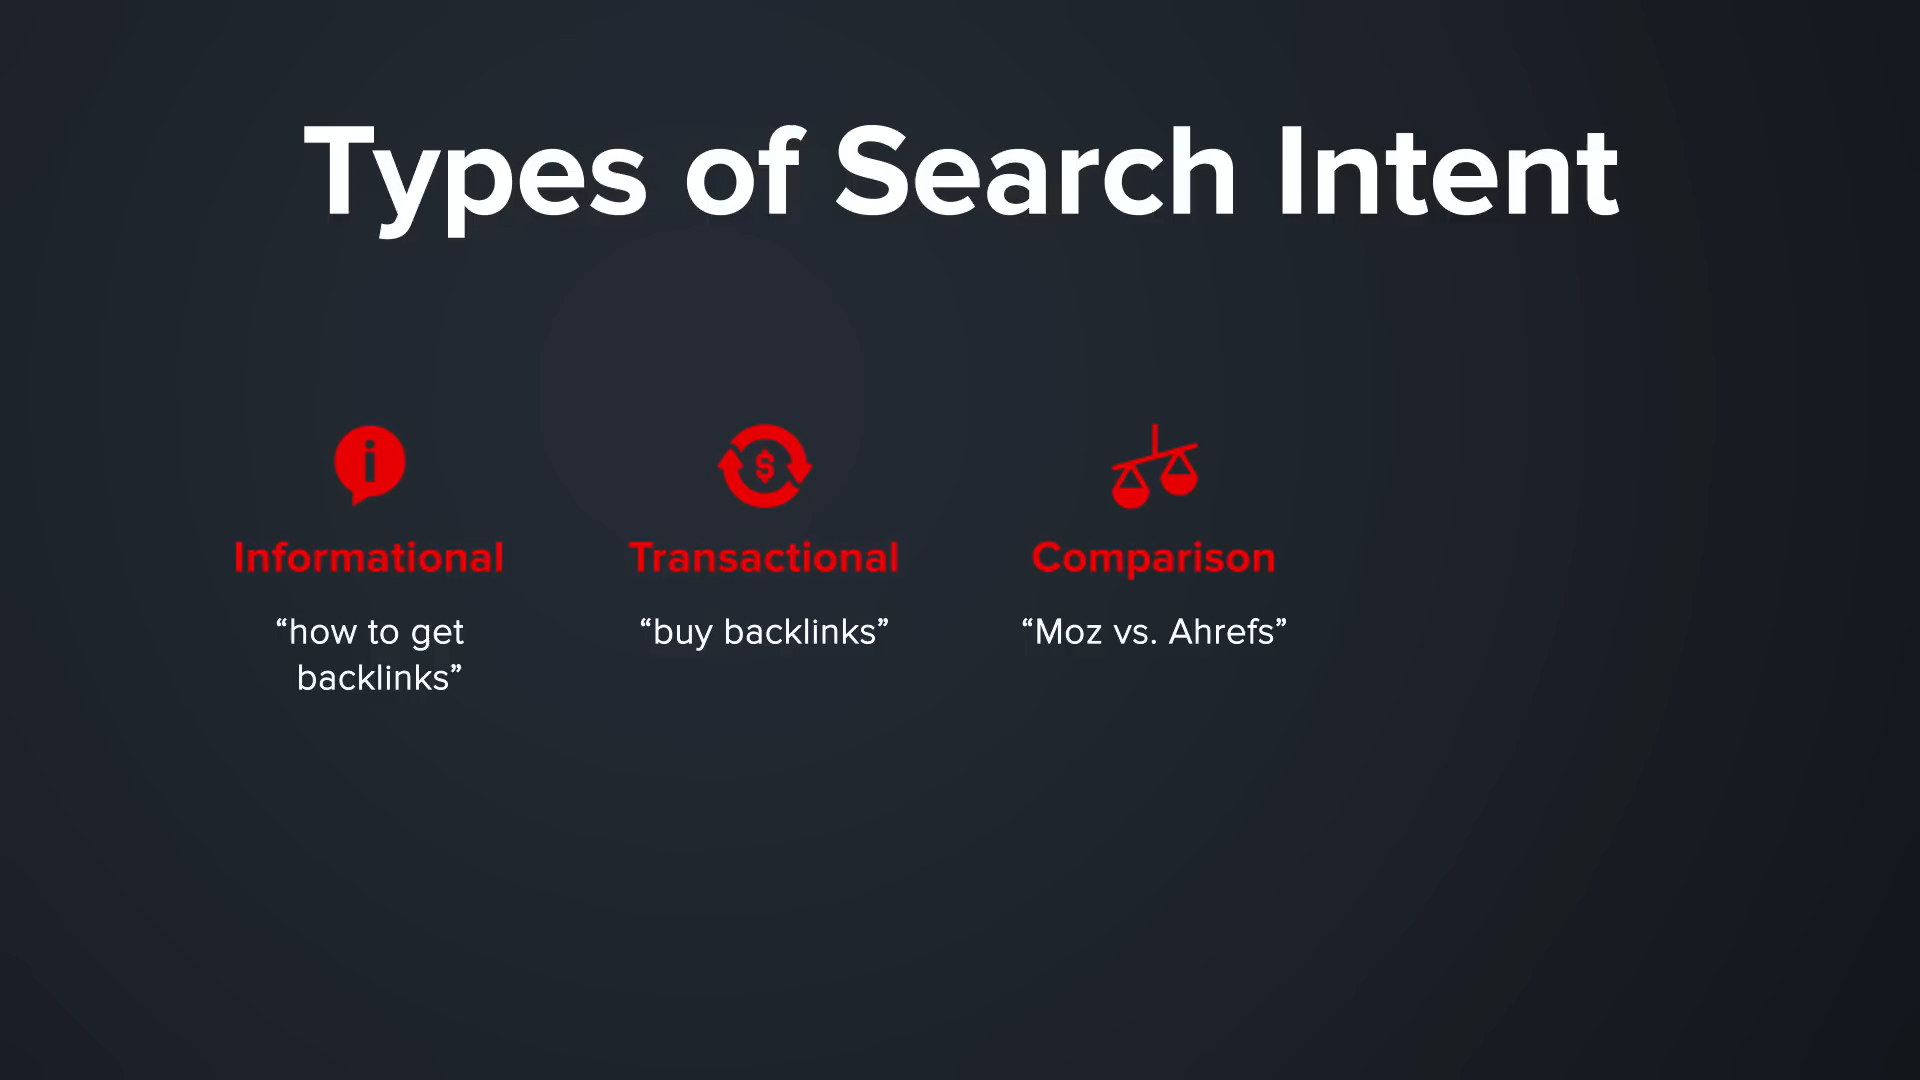 Types of Search Intent
Informational
“how to get
backlinks”
Transactional
“buy backlinks”
Comparison
“Moz vs. Ahrefs”